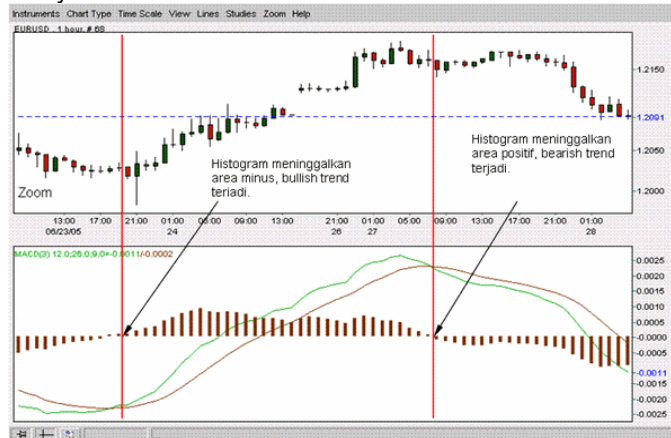 Instruments Chart Type Time Scale View Lines Studies Zoom Help
EURUSD , 1 hour, # 68
1.2150
1.2091
Histogram meninggalkan
area minus, bullish trend
terjadi.
Histogram meninggalkan
area positif, bearish trend
terjadi.
1.2050
1.2000
Zoom
13:00 17:00 21:00 01:00 05:00 09:00 13:00 21:00 01:00 05:00 09:00 13:00 17:00 21:00 01:00
06/23/05 24 26 27 28
MACD(3) 12.0;26.0;9.0=-0.0011/-0.0002
0.0025
0.0020
0.0015
0.0010
0.0005
-0.0000
-0.0005
-0.0011
-0.0015
-0.0020
-0.0025